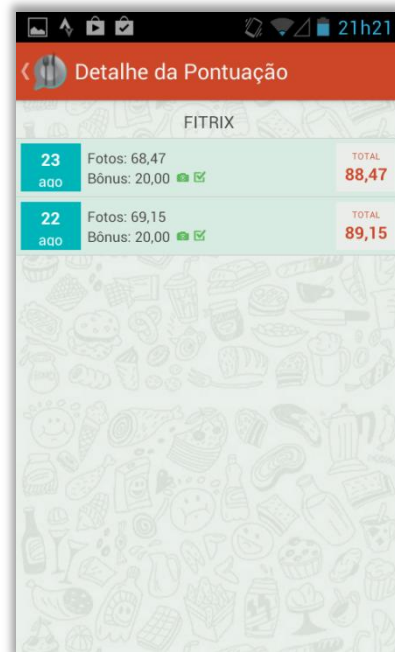 21h21
Detalhe da Pontuação
FITRIX
23
ago
Fotos: 68,47
Bônus: 20,00
TOTAL
88,47
22
ago
Fotos: 69,15
Bônus: 20,00
TOTAL
89,15